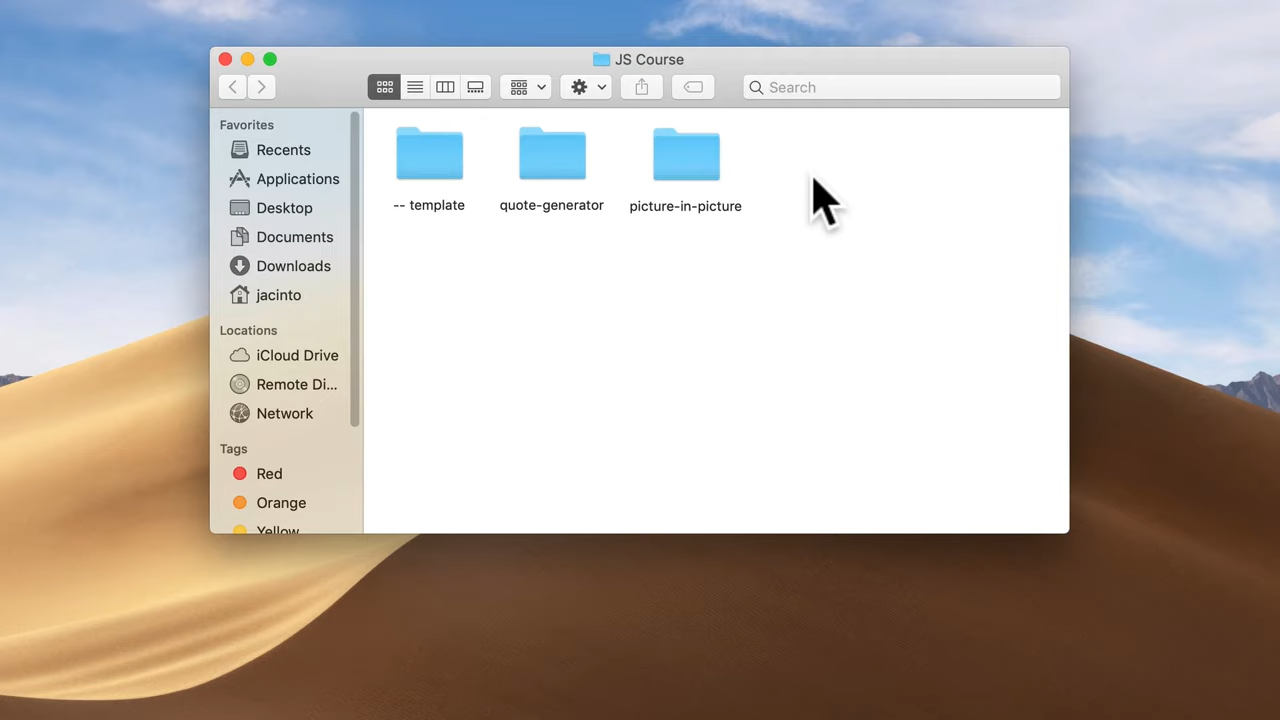 JS Course
Search
Favorites
Recents
Applications
Desktop
Documents
Downloads
jacinto
Locations
iCloud Drive
Remote Di...
Network
Tags
Red
Orange
Yellow
-- template
quote-generator
picture-in-picture